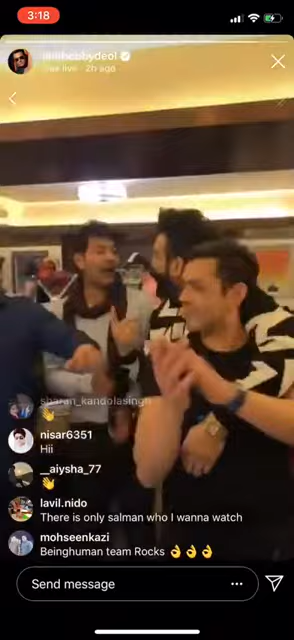 3:18
live · 2h ago
sharan_kandolasingh
👋
nisar6351
Hii
__aiysha_77
👋
lavil.nido
There is only salman who I wanna watch
mohseenkazi
Beinghuman team Rocks 👌👌👌
Send message